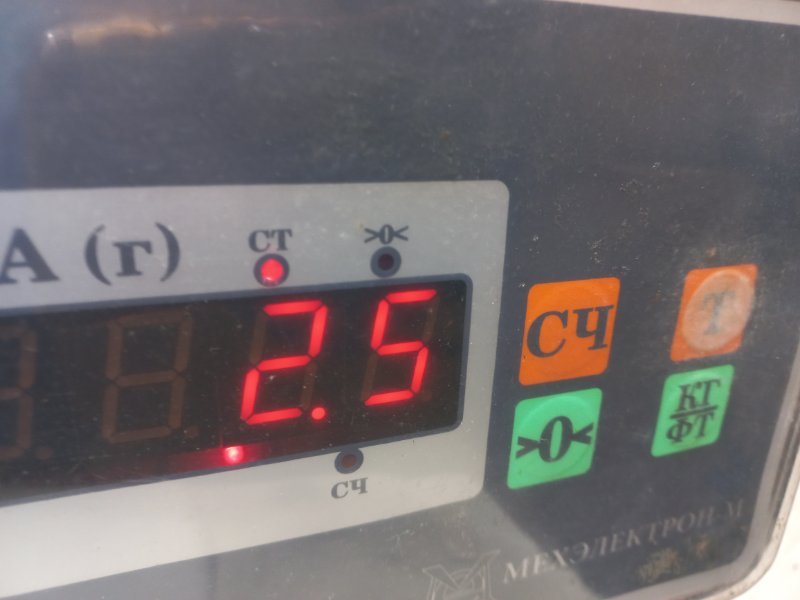 А (г)
СТ >0<
2.5
СЧ Т
>0< КТ
ФТ
СЧ
МЕХЭЛЕКТРОН-М